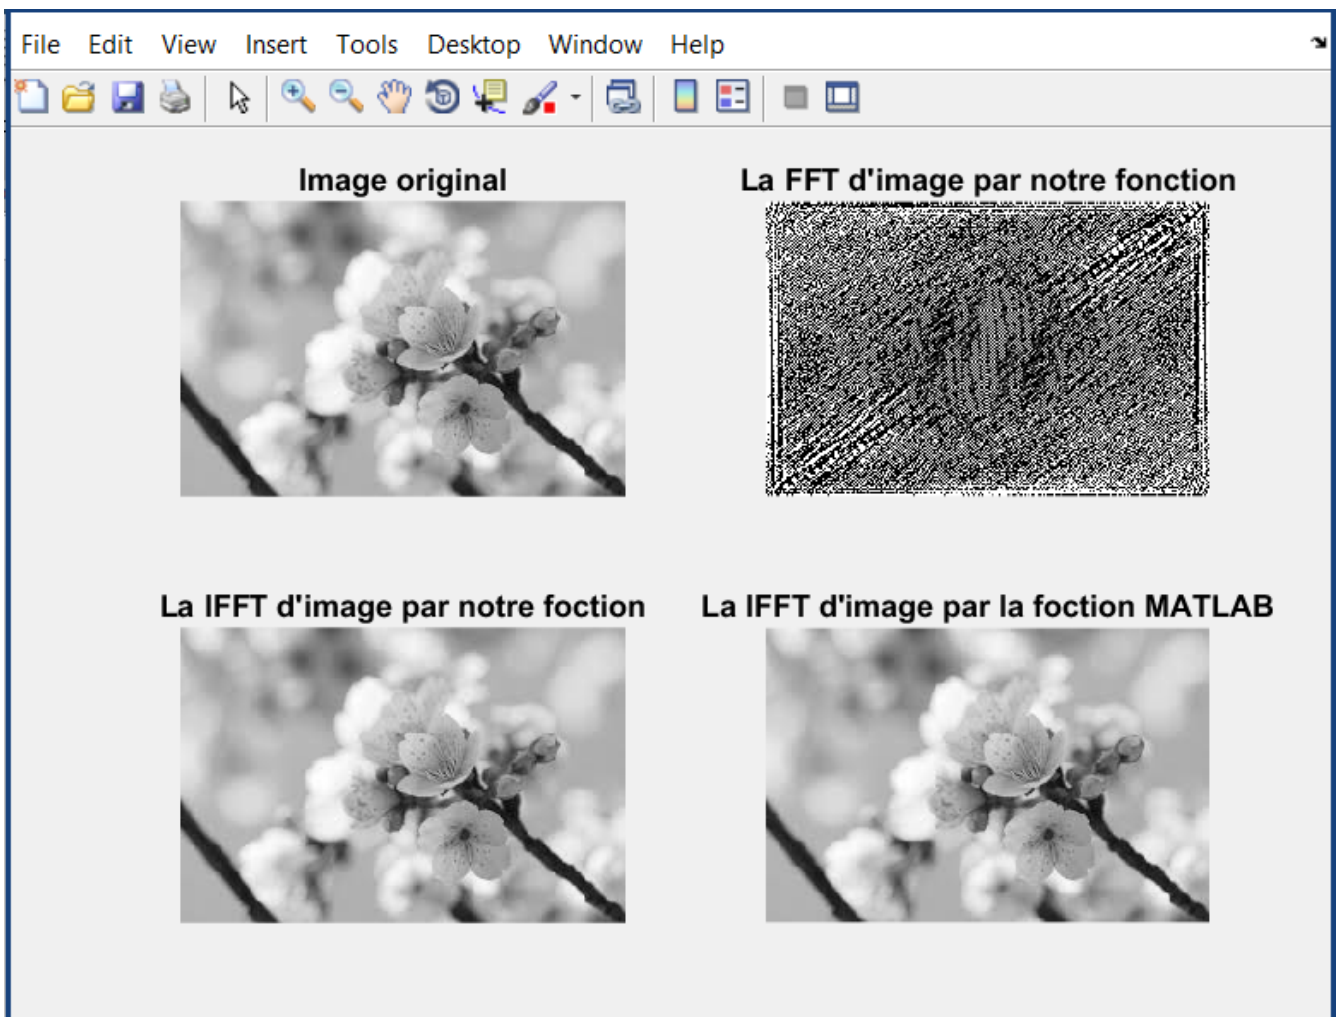 File Edit View Insert Tools Desktop Window Help
Image original
La FFT d'image par notre fonction
La IFFT d'image par notre foction
La IFFT d'image par la foction MATLAB